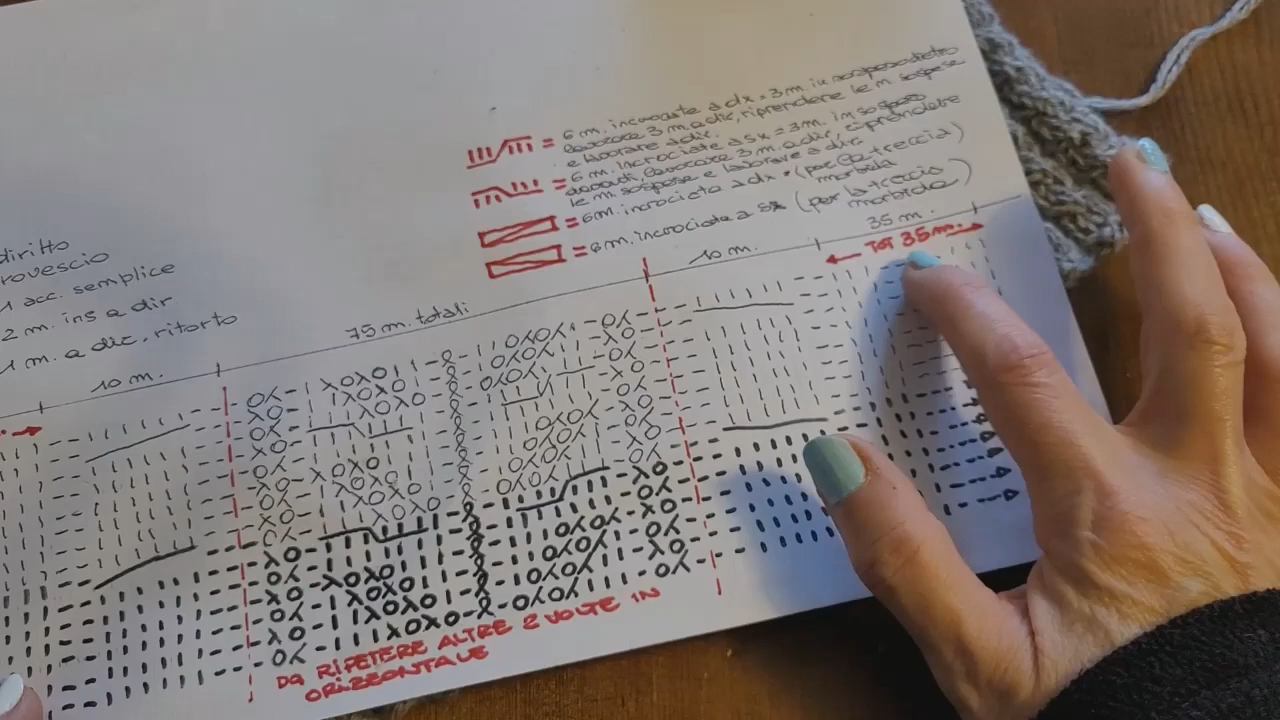 6 m. incrociate a dx = 3 m. in sospeso dietro
lavorare 3 m. a dir, riprendere le m. sospese
e lavorare a dir.
6 m. incrociate a sx = 3 m. in sospeso
davanti, lavorare 3 m. a dir, riprendere
le m. sospese e lavorare a dir.
= 6 m. incrociate a dx (per la treccia
morbida)
= 6 m. incrociate a sx (per la treccia
morbida)
diritto
rovescio
1 acc. semplice
2 m. ins a dir
1 m. a dir. ritorto
10 m.
75 m. totali
10 m.
35 m.
TOT 35 m.
DA RIPETERE ALTRE 2 VOLTE IN
ORIZZONTALE